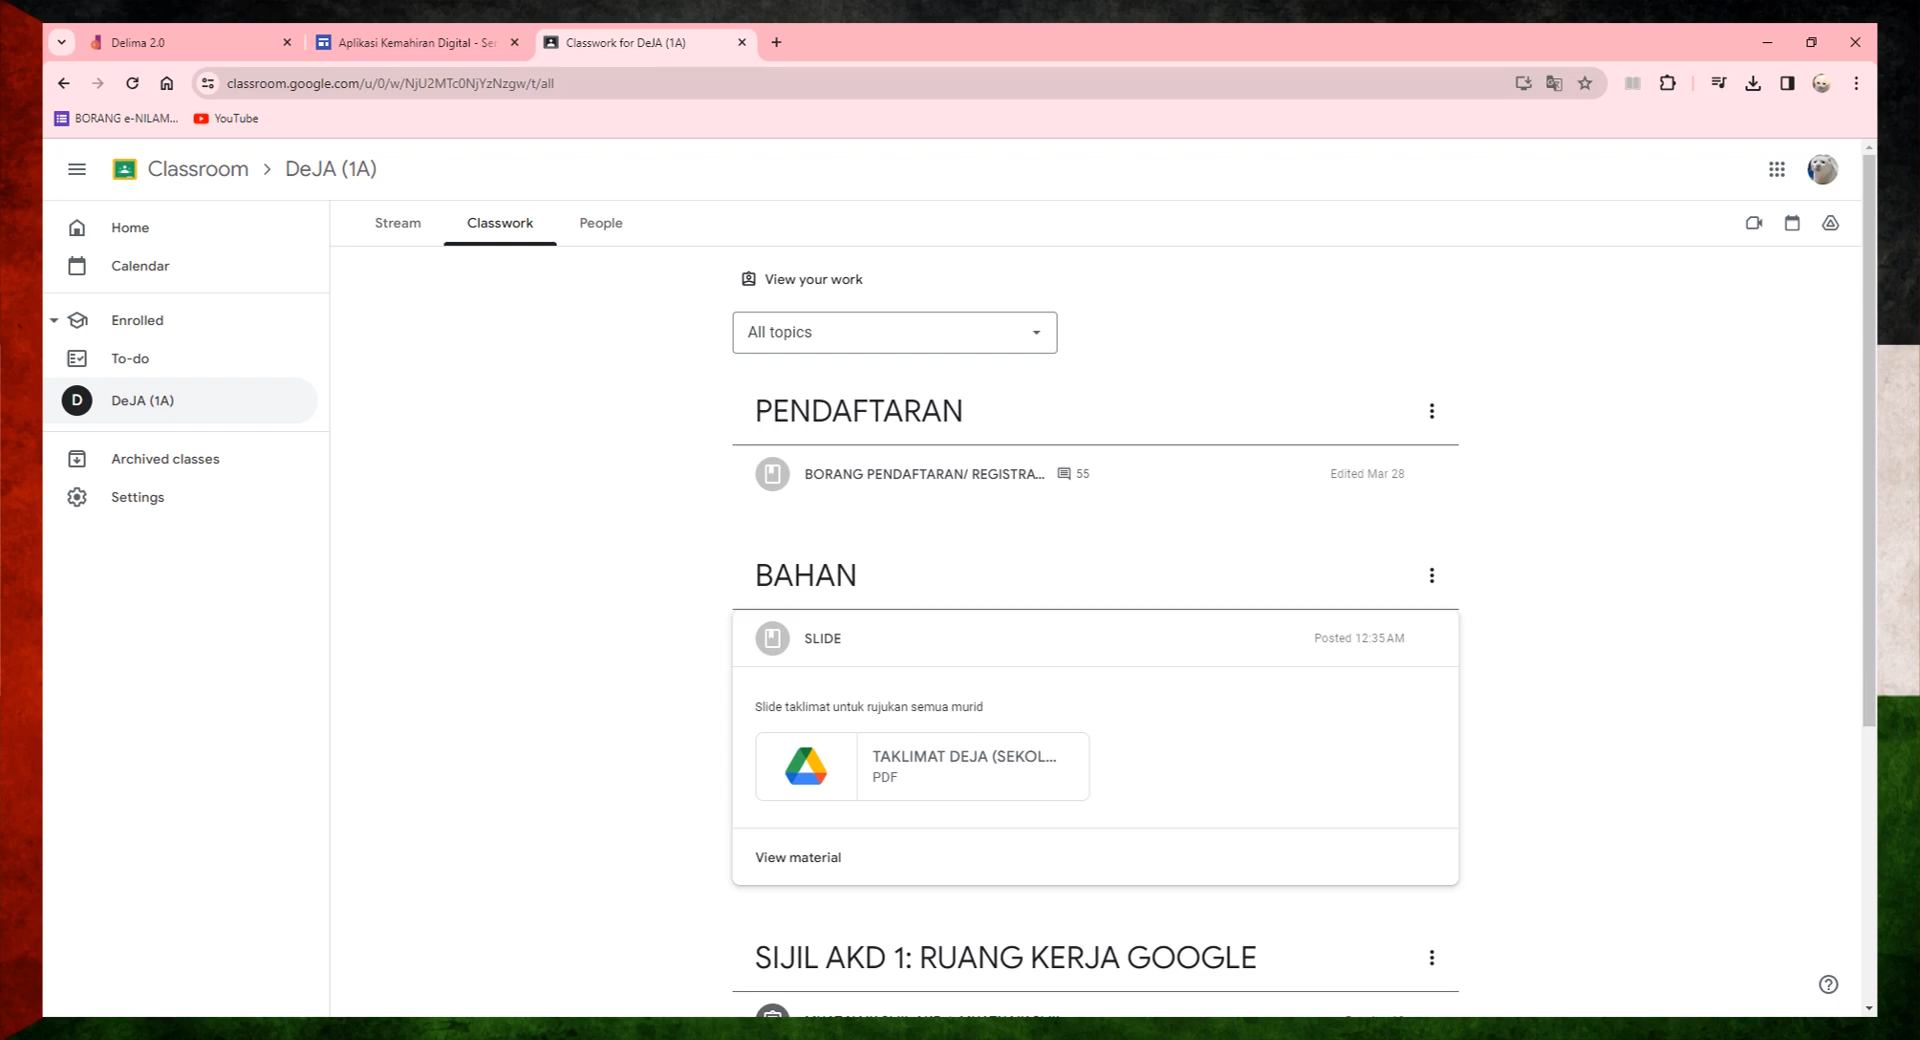 Delima 2.0
Aplikasi Kemahiran Digital - Ser
Classwork for DeJA (1A)
classroom.google.com/u/0/w/NjU2MTc0NjYzNzgw/t/all
BORANG e-NILAM...
YouTube
Classroom > DeJA (1A)
Home
Calendar
Enrolled
To-do
D DeJA (1A)
Archived classes
Settings
Stream Classwork People
View your work
All topics
PENDAFTARAN
BORANG PENDAFTARAN/ REGISTRA... 55 Edited Mar 28
BAHAN
SLIDE Posted 12:35 AM
Slide taklimat untuk rujukan semua murid
TAKLIMAT DEJA (SEKOL...
PDF
View material
SIJIL AKD 1: RUANG KERJA GOOGLE